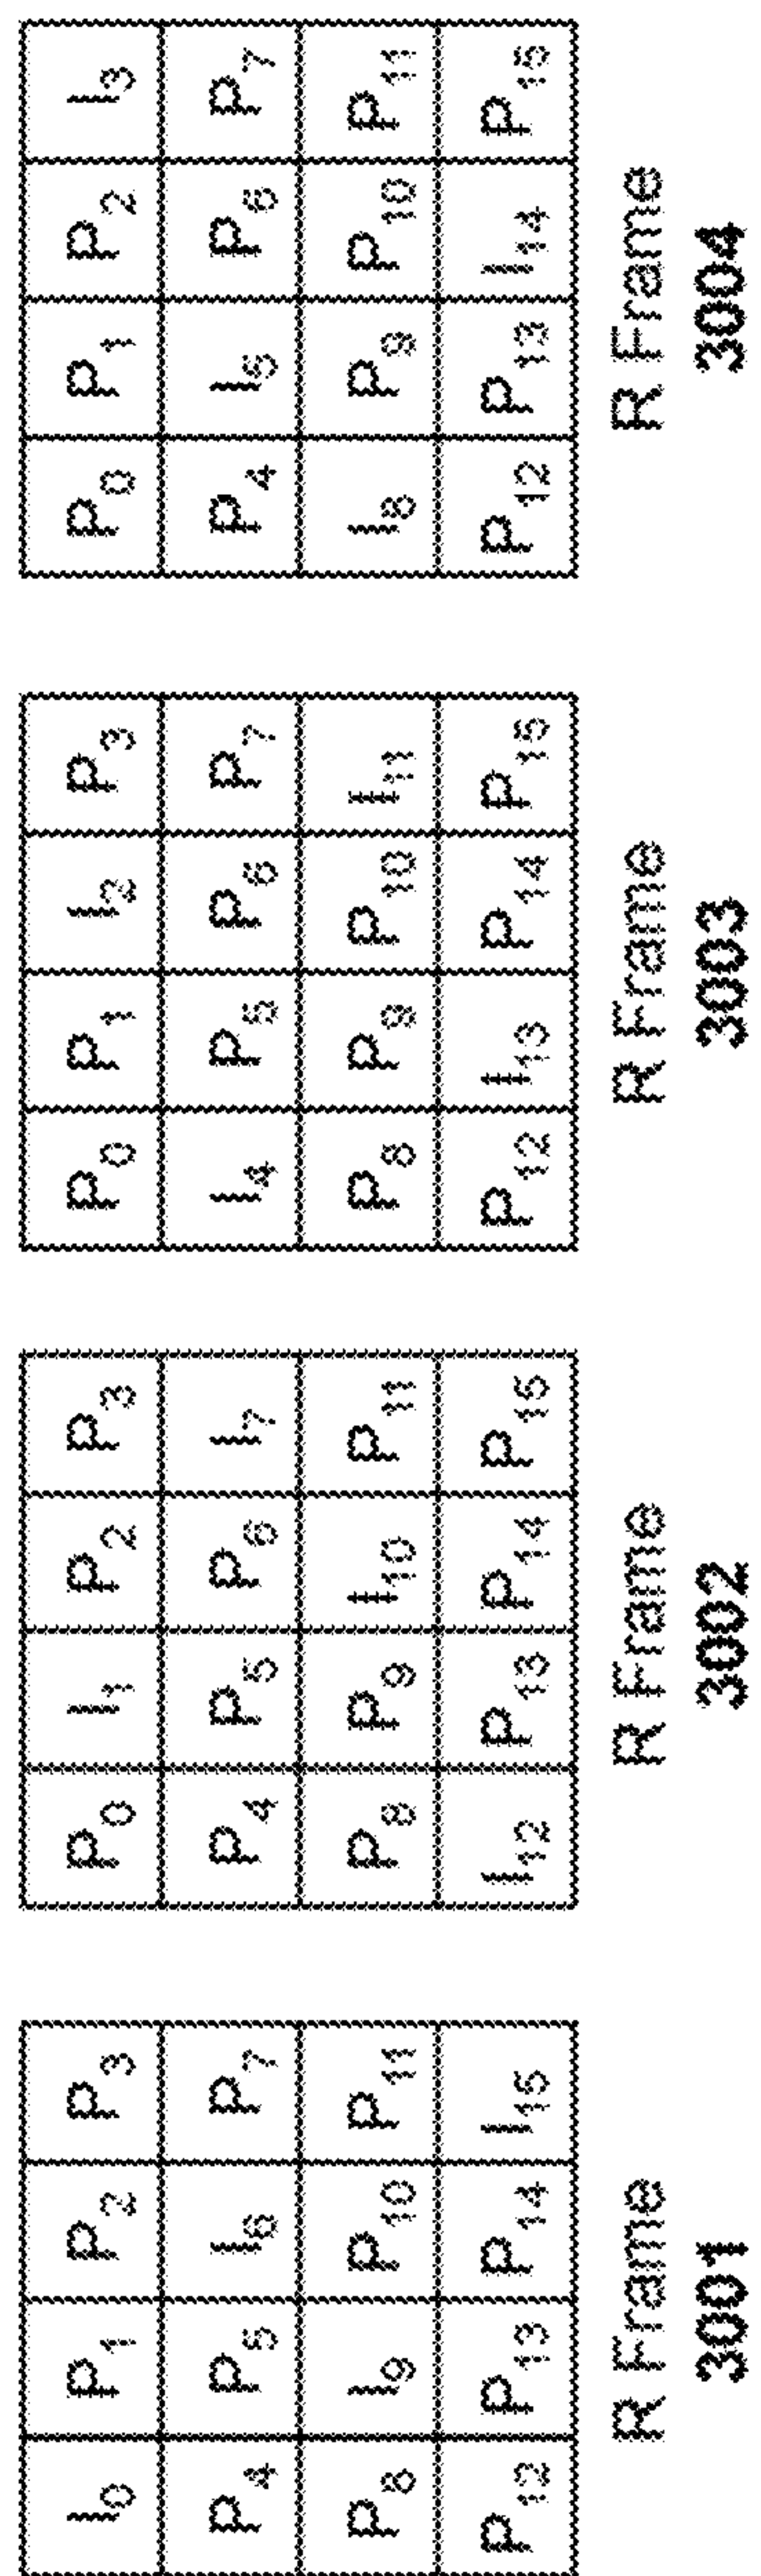 I₀ P₁ P₂ P₃
P₄ P₅ I₆ P₇
P₈ I₉ P₁₀ P₁₁
P₁₂ P₁₃ P₁₄ I₁₅
R Frame
3001
P₀ I₁ P₂ P₃
P₄ P₅ P₆ I₇
P₈ P₉ I₁₀ P₁₁
I₁₂ P₁₃ P₁₄ P₁₅
R Frame
3002
P₀ P₁ I₂ P₃
I₄ P₅ P₆ P₇
P₈ P₉ P₁₀ I₁₁
P₁₂ I₁₃ P₁₄ P₁₅
R Frame
3003
P₀ P₁ P₂ I₃
P₄ I₅ P₆ P₇
I₈ P₉ P₁₀ P₁₁
P₁₂ P₁₃ I₁₄ P₁₅
R Frame
3004